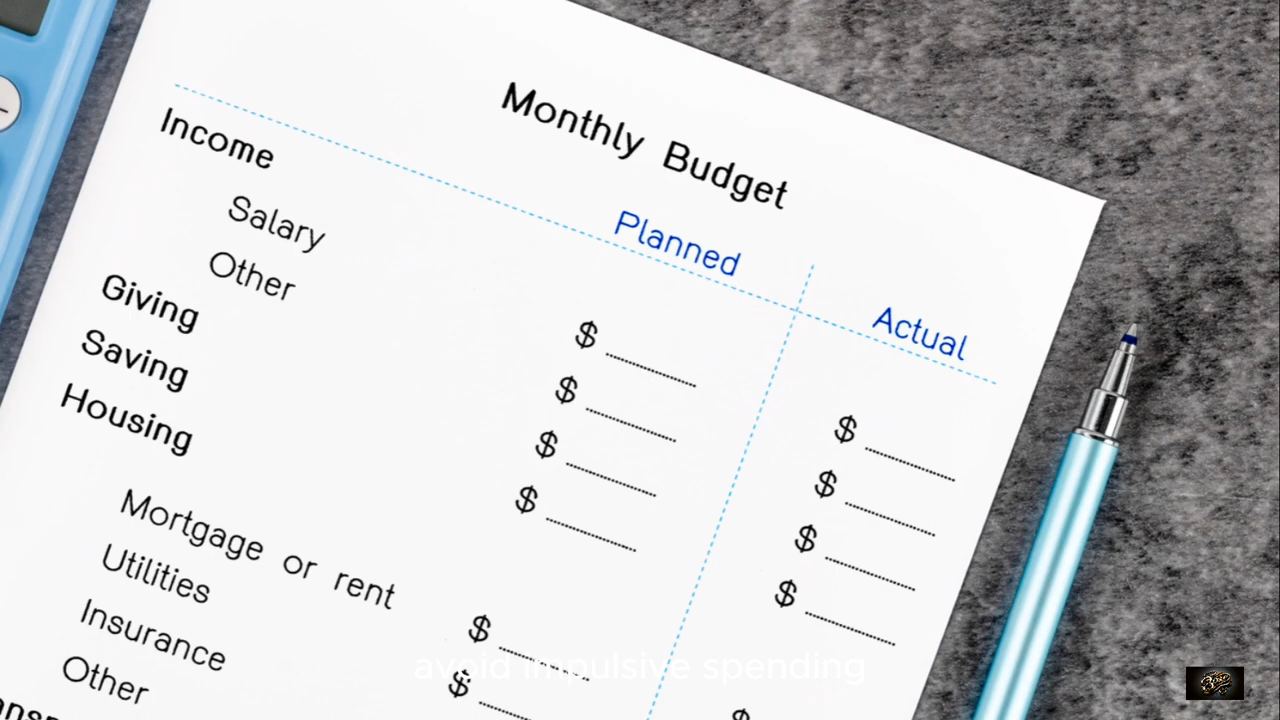 Monthly Budget
Planned
Actual
Income
Salary
$
$
Other
$
$
Giving
$
$
Saving
$
$
Housing
Mortgage or rent
$
Utilities
$
$
Insurance
Other
avoid impulsive spending